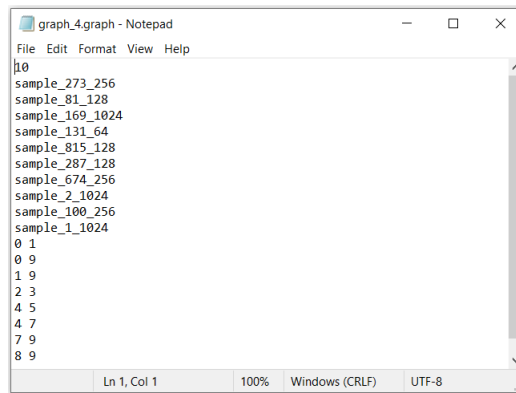 graph_4.graph - Notepad
File Edit Format View Help
10
sample_273_256
sample_81_128
sample_169_1024
sample_131_64
sample_815_128
sample_287_128
sample_674_256
sample_2_1024
sample_100_256
sample_1_1024
0 1
0 9
1 9
2 3
4 5
4 7
7 9
8 9
Ln 1, Col 1 100% Windows (CRLF) UTF-8